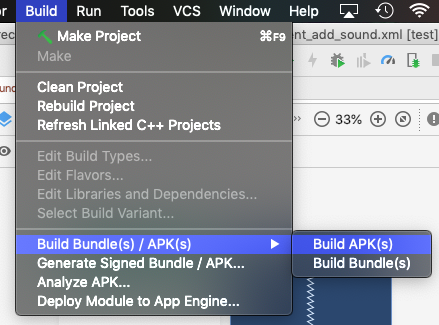 or Build Run Tools VCS Window Help
Make Project ⌘F9
ent_add_sound.xml [test]
Make
Clean Project
Rebuild Project
Refresh Linked C++ Projects
33%
Edit Build Types...
Edit Flavors...
Edit Libraries and Dependencies...
Select Build Variant...
Build Bundle(s) / APK(s)
Build APK(s)
Generate Signed Bundle / APK...
Build Bundle(s)
Analyze APK...
Deploy Module to App Engine...